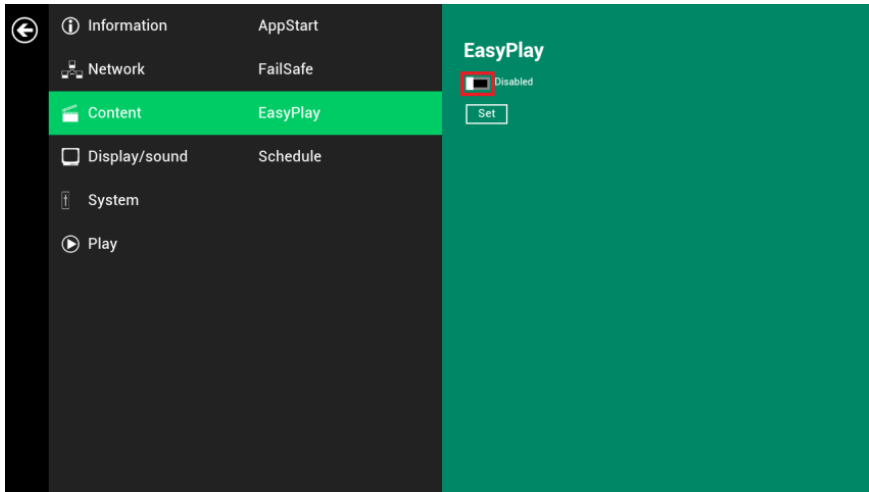 Information
AppStart
Network
FailSafe
Content
EasyPlay
Display/sound
Schedule
System
Play
EasyPlay
Disabled
Set